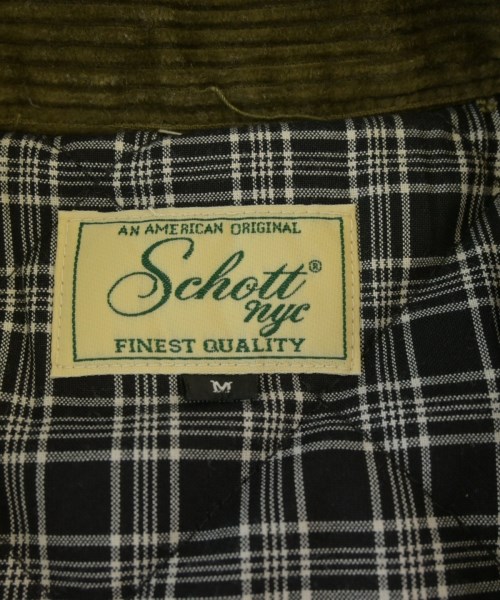 AN AMERICAN ORIGINAL
Schott®
nyc
FINEST QUALITY
M